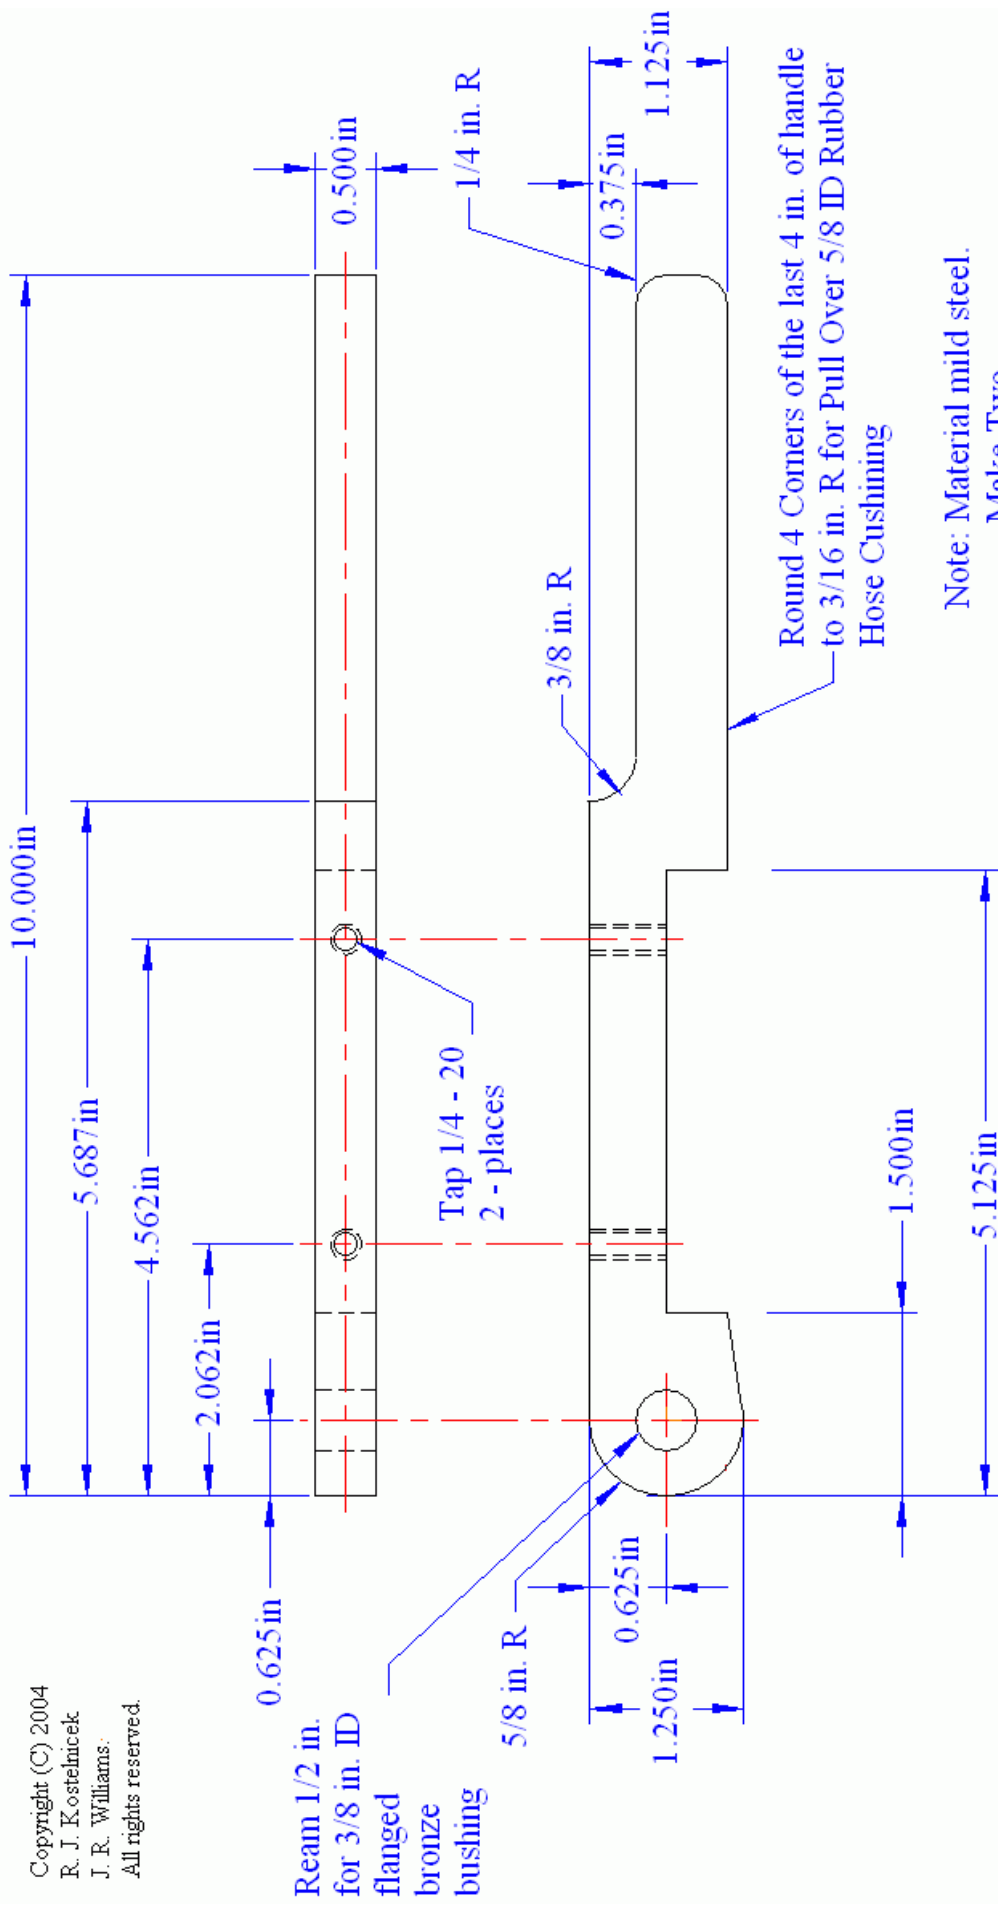 Copyright (C) 2004
R. J. Kostelnicek
J. R. Williams.
All rights reserved.
10.000in
5.687in
4.562in
2.062in
0.625in
0.500in
Ream 1/2 in.
for 3/8 in. ID
flanged
bronze
bushing
Tap 1/4 - 20
2 - places
1/4 in. R
5/8 in. R
3/8 in. R
0.375in
1.125in
0.625in
1.250in
1.500in
5.125in
Round 4 Corners of the last 4 in. of handle
to 3/16 in. R for Pull Over 5/8 ID Rubber
Hose Cushining
Note: Material mild steel.
Make Two